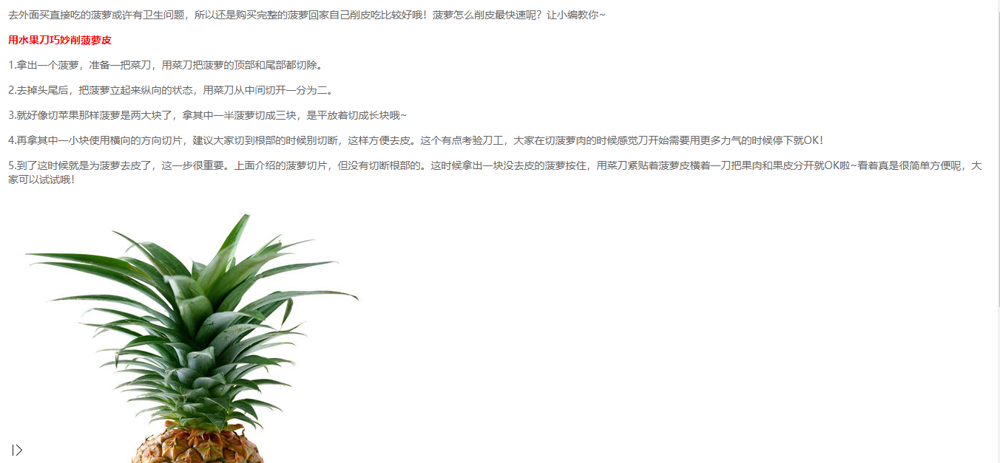 去外面买直接吃的菠萝或许有卫生问题，所以还是购买完整的菠萝回家自己削皮吃比较好哦！菠萝怎么削皮最快速呢？让小编教你~
用水果刀巧妙削菠萝皮
1.拿出一个菠萝，准备一把菜刀，用菜刀把菠萝的顶部和尾部都切除。
2.去掉头尾后，把菠萝立起来纵向的状态，用菜刀从中间切开一分为二。
3.就好像切苹果那样菠萝是两大块了，拿其中一半菠萝切成三块，是平放着切成长块哦~
4.再拿其中一小块使用横向的方向切片，建议大家切到根部的时候别切断，这样方便去皮。这个有点考验刀工，大家在切菠萝肉的时候感觉刀开始需要用更多力气的时候停下就OK！
5.到了这时候就是为菠萝去皮了，这一步很重要。上面介绍的菠萝切片，但没有切断根部的。这时候拿出一块没去皮的菠萝按住，用菜刀紧贴着菠萝皮横着一刀把果肉和果皮分开就OK啦~看着真是很简单方便呢，大
家可以试试哦！